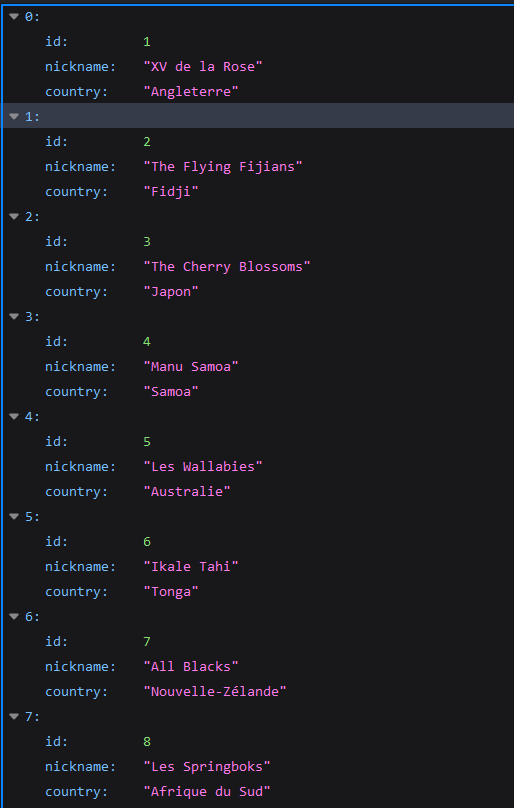 0:
id: 1
nickname: "XV de la Rose"
country: "Angleterre"
1:
id: 2
nickname: "The Flying Fijians"
country: "Fidji"
2:
id: 3
nickname: "The Cherry Blossoms"
country: "Japon"
3:
id: 4
nickname: "Manu Samoa"
country: "Samoa"
4:
id: 5
nickname: "Les Wallabies"
country: "Australie"
5:
id: 6
nickname: "Ikale Tahi"
country: "Tonga"
6:
id: 7
nickname: "All Blacks"
country: "Nouvelle-Zélande"
7:
id: 8
nickname: "Les Springboks"
country: "Afrique du Sud"